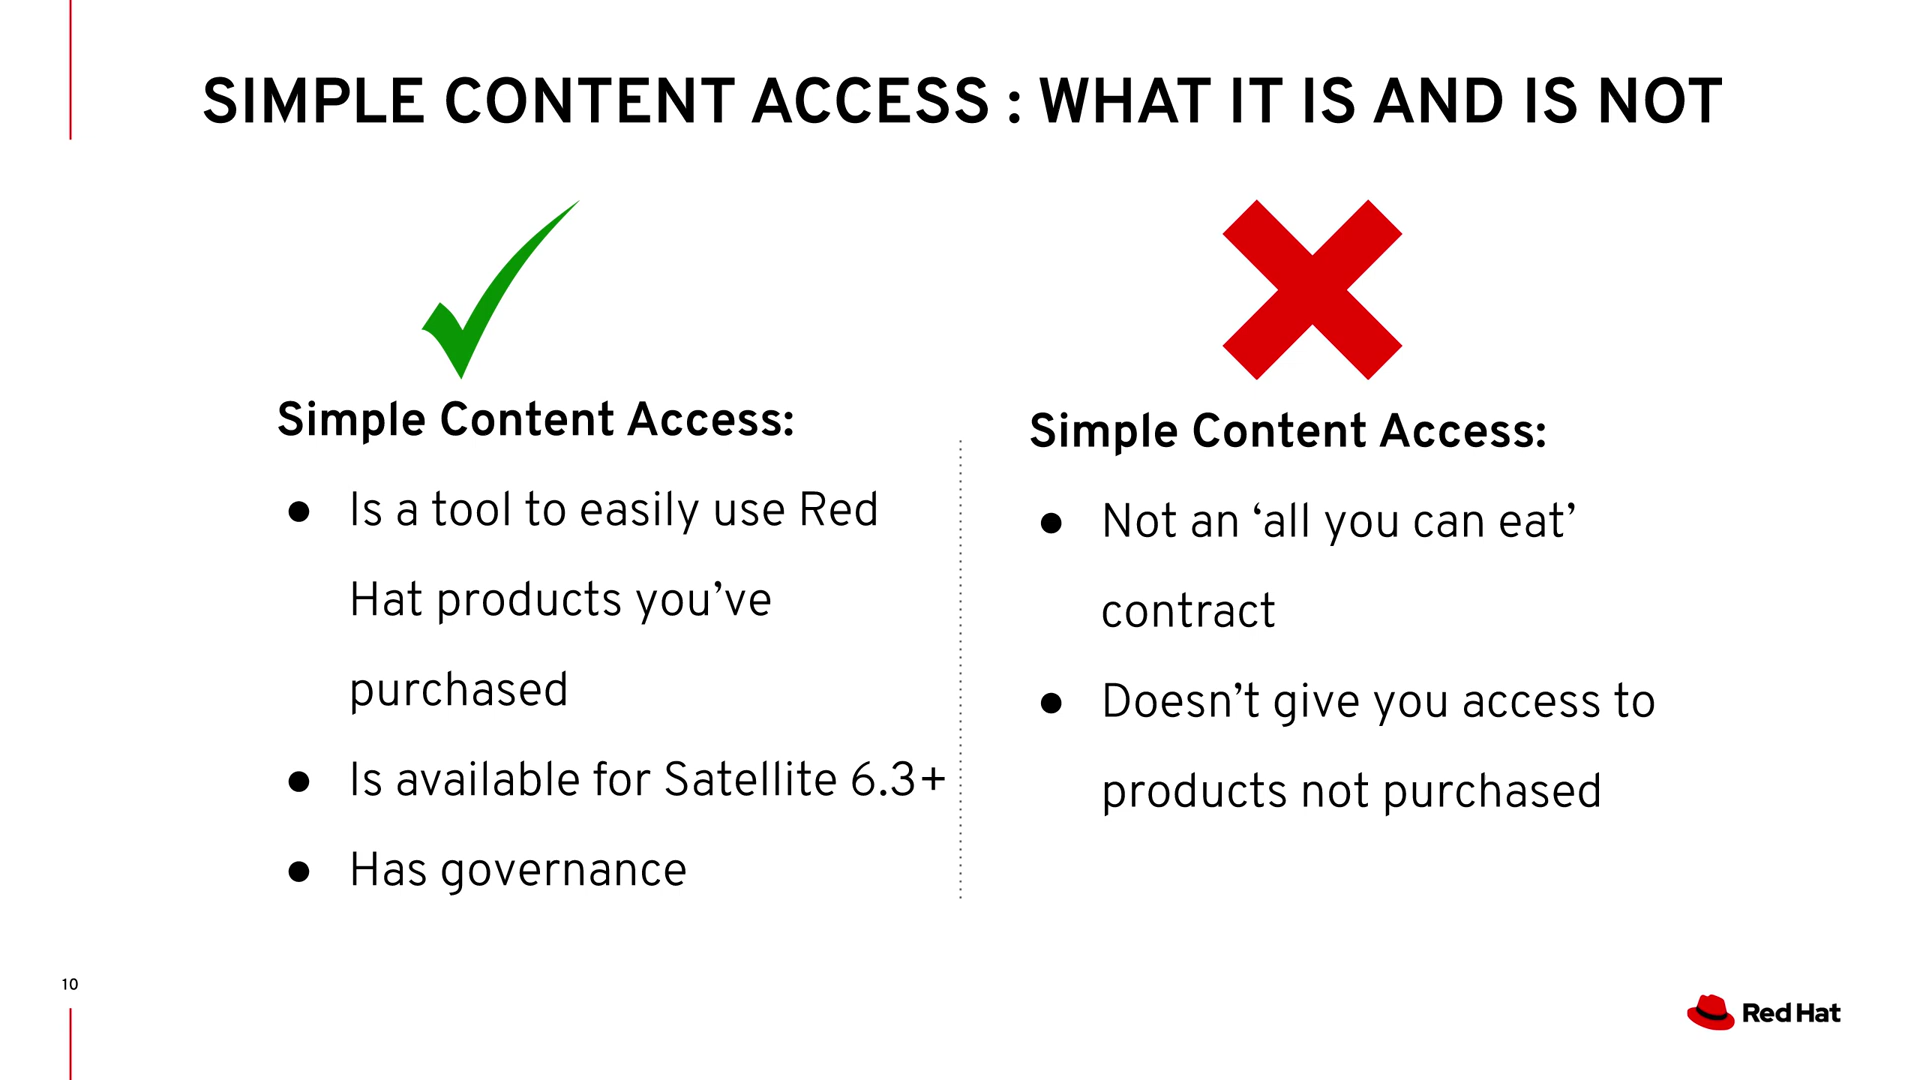 SIMPLE CONTENT ACCESS : WHAT IT IS AND IS NOT
Simple Content Access:
● Is a tool to easily use Red
Hat products you’ve
purchased
● Is available for Satellite 6.3+
● Has governance
Simple Content Access:
● Not an ‘all you can eat’
contract
● Doesn’t give you access to
products not purchased
10
Red Hat